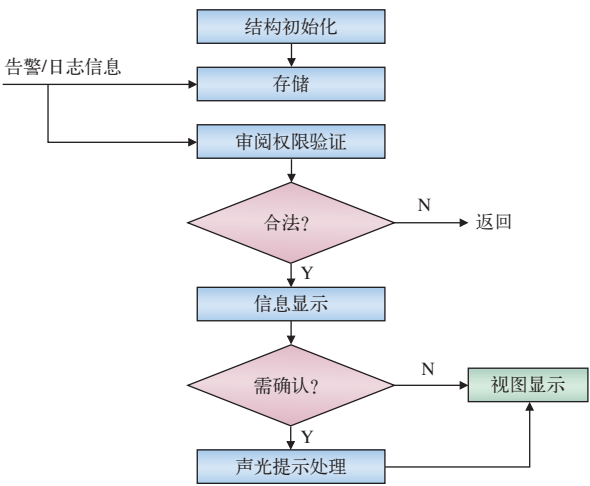 结构初始化
告警/日志信息
存储
审阅权限验证
合法?
N
返回
Y
信息显示
需确认?
N
视图显示
Y
声光提示处理